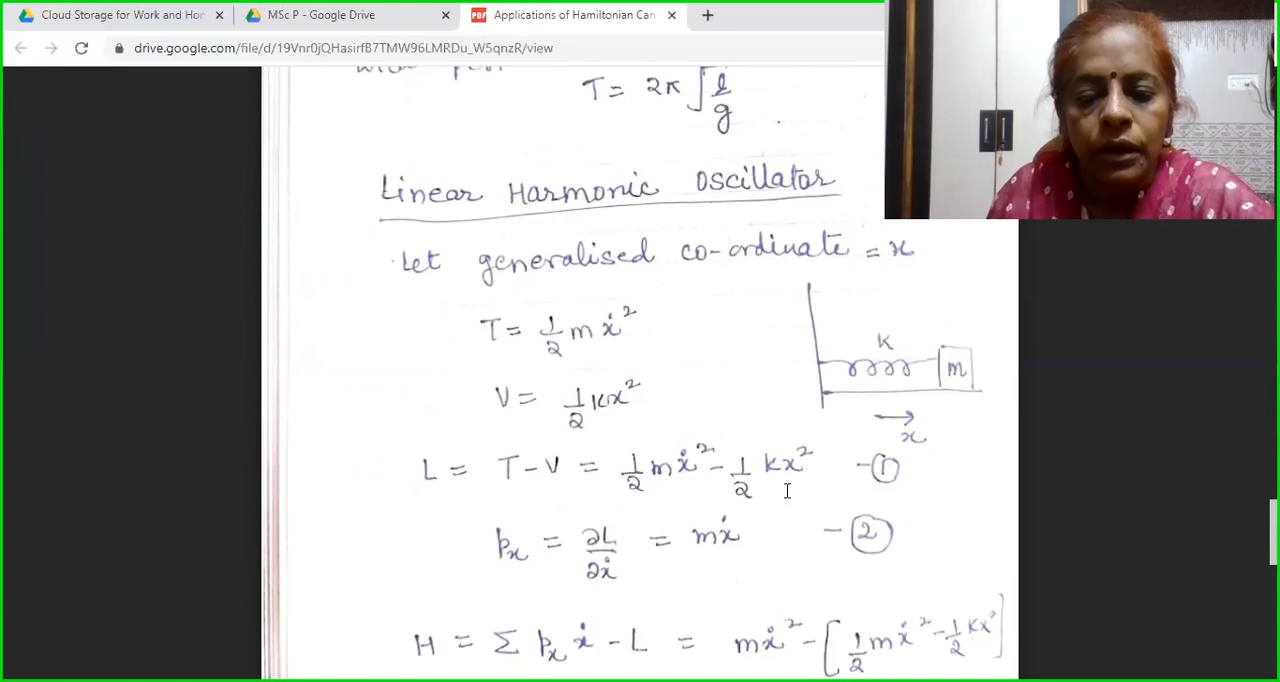 Cloud Storage for Work and Hor
MSc P - Google Drive
Applications of Hamiltonian Can
drive.google.com/file/d/19Vnr0jQHasirfB7TMW96LMRDu_W5qnzR/view
T = 2π √l/g
Linear Harmonic Oscillator
Let generalised co-ordinate = x
T = 1/2 m ẋ²
K
m
V = 1/2 Kx²
x
L = T - V = 1/2 mẋ² - 1/2 kx² - ①
pₓ = ∂L/∂ẋ = mẋ - ②
H = Σ pₓ ẋ - L = mẋ² - [1/2 mẋ² - 1/2 Kx²]